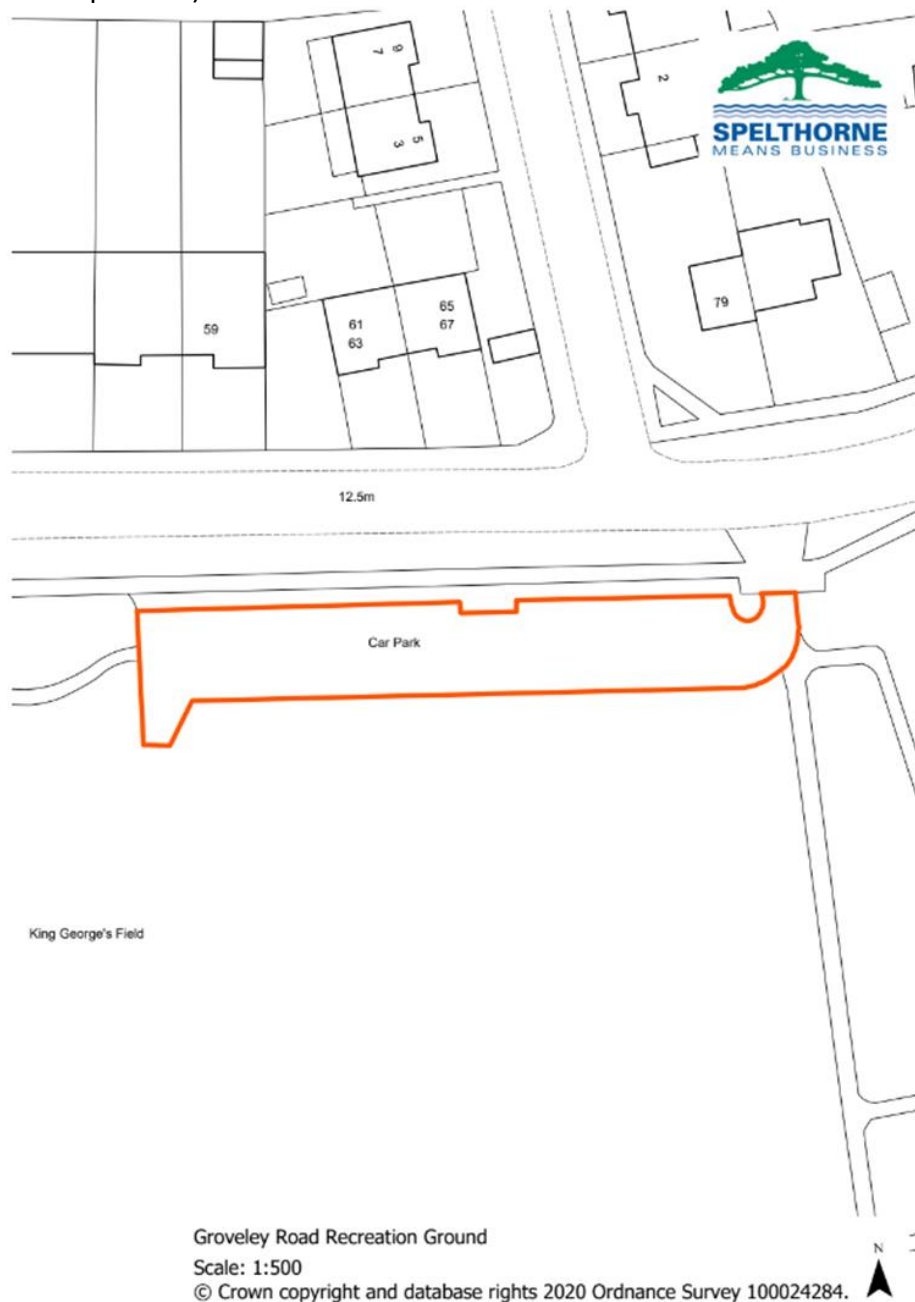 9
7
5
3
2
SPELTHORNE
MEANS BUSINESS
79
59
61
63
65
67
12.5m
Car Park
King George's Field
Groveley Road Recreation Ground
Scale: 1:500
© Crown copyright and database rights 2020 Ordnance Survey 100024284.
N